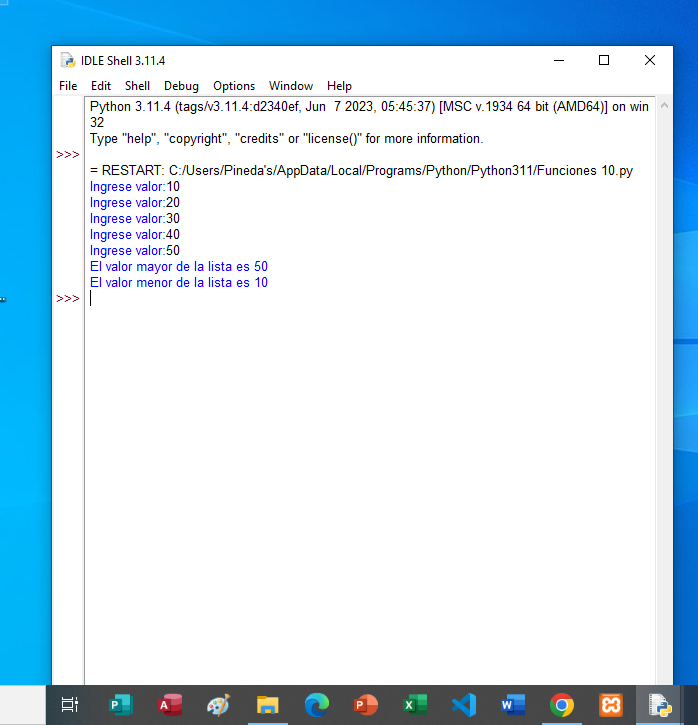 IDLE Shell 3.11.4
File Edit Shell Debug Options Window Help
Python 3.11.4 (tags/v3.11.4:d2340ef, Jun  7 2023, 05:45:37) [MSC v.1934 64 bit (AMD64)] on win
32
Type "help", "copyright", "credits" or "license()" for more information.
>>>
= RESTART: C:/Users/Pineda's/AppData/Local/Programs/Python/Python311/Funciones 10.py
Ingrese valor:10
Ingrese valor:20
Ingrese valor:30
Ingrese valor:40
Ingrese valor:50
El valor mayor de la lista es 50
El valor menor de la lista es 10
>>>